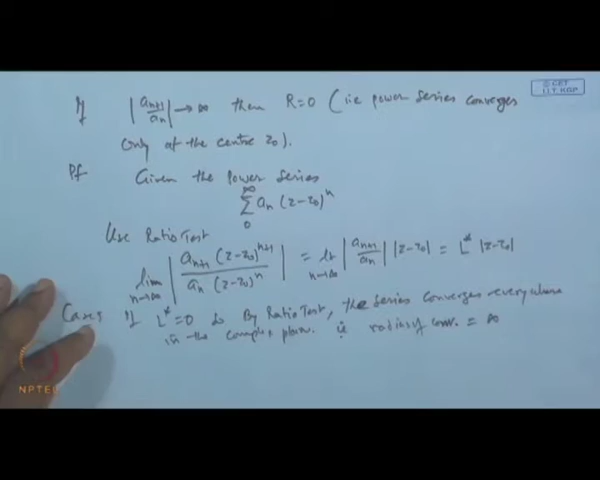 If |a_{n+1}/a_n| → ∞ then R=0 (i.e. power series converges
only at the centre z₀).
Pf Given the Power Series
∞
∑ a_n (z-z₀)^n
0
Use Ratio Test
lim_{n→∞} |a_{n+1} (z-z₀)^{n+1} / a_n (z-z₀)^n| = lt_{n→∞} |a_{n+1}/a_n| |z-z₀| = L* |z-z₀|
Cases If L*=0 So By Ratio Test, the series converges everywhere
in the complex plane. ie radius of conv. = ∞
© CET
I.I.T. KGP
NPTEL